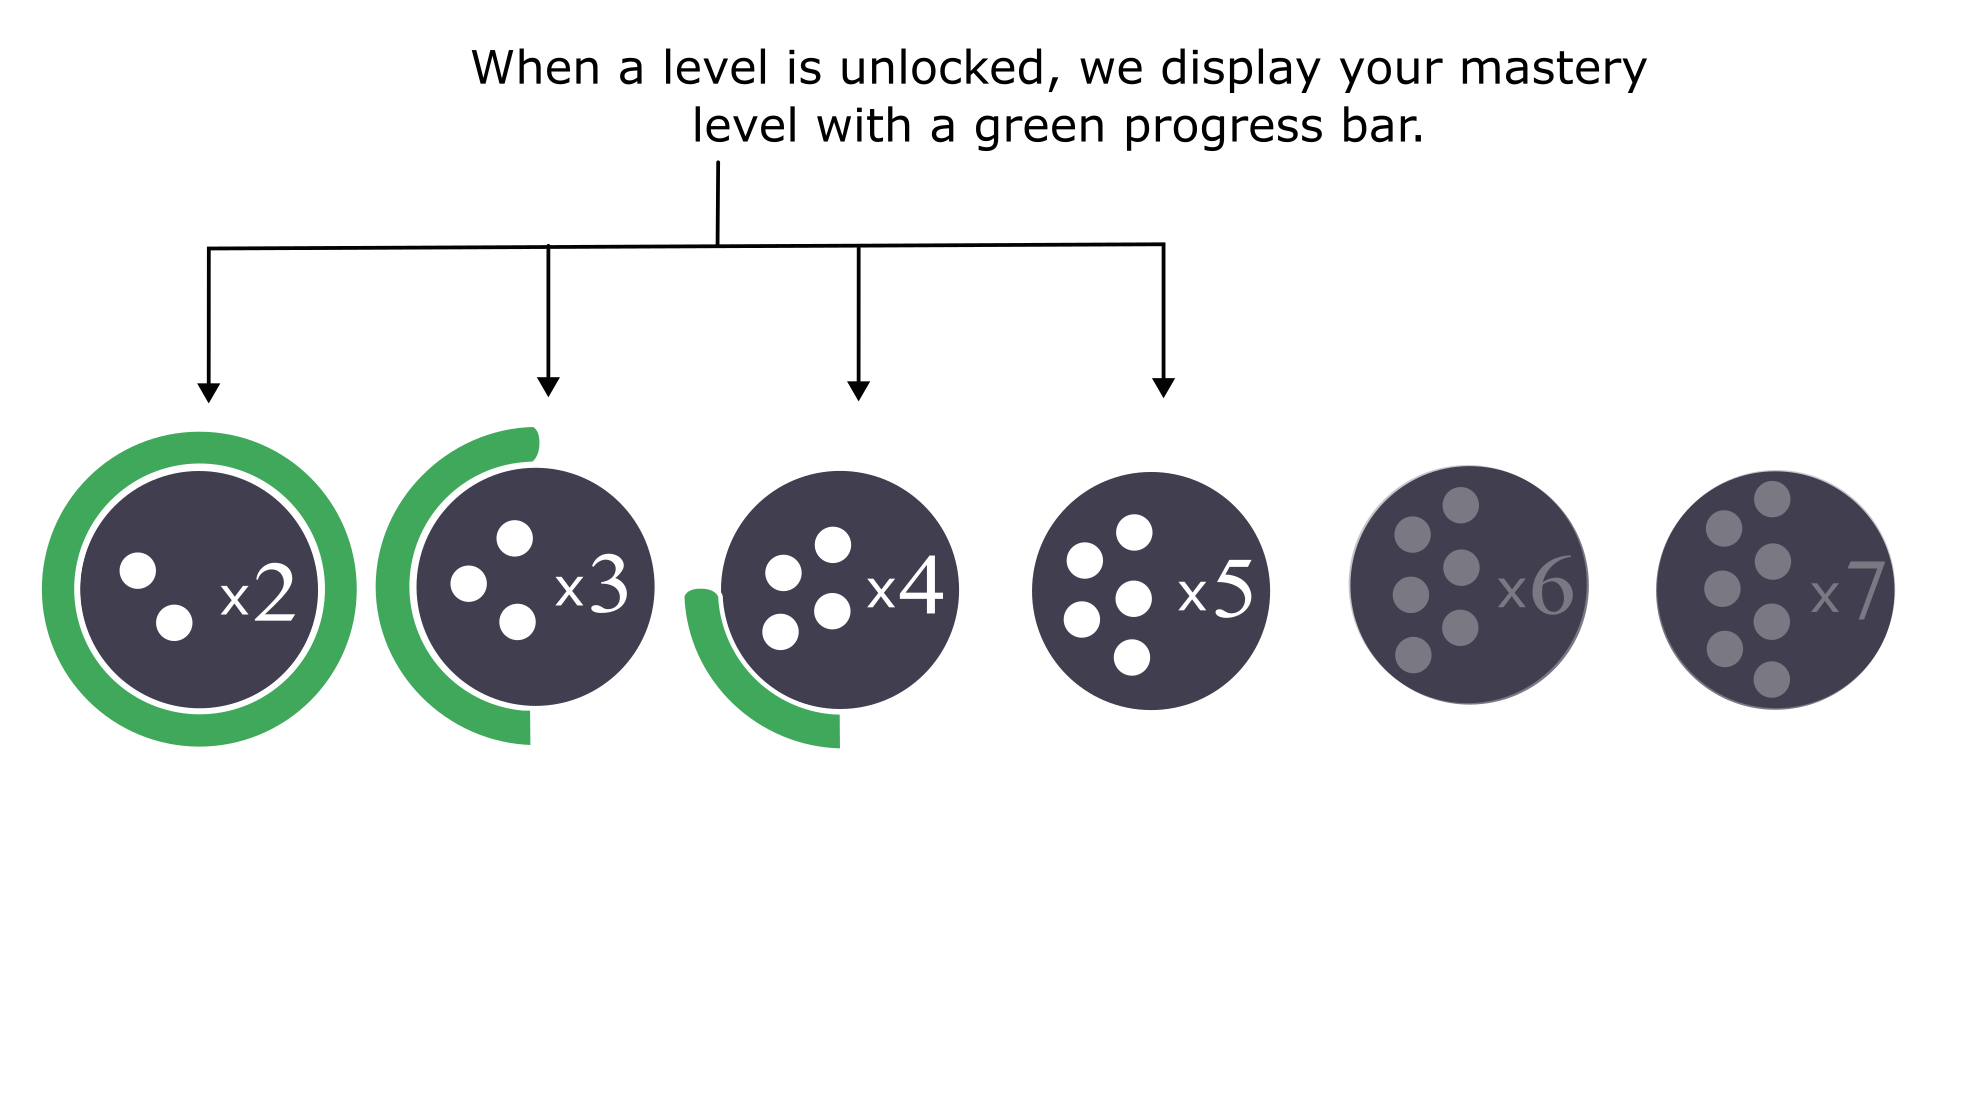 When a level is unlocked, we display your mastery
level with a green progress bar.
x2
x3
x4
x5
x6
x7